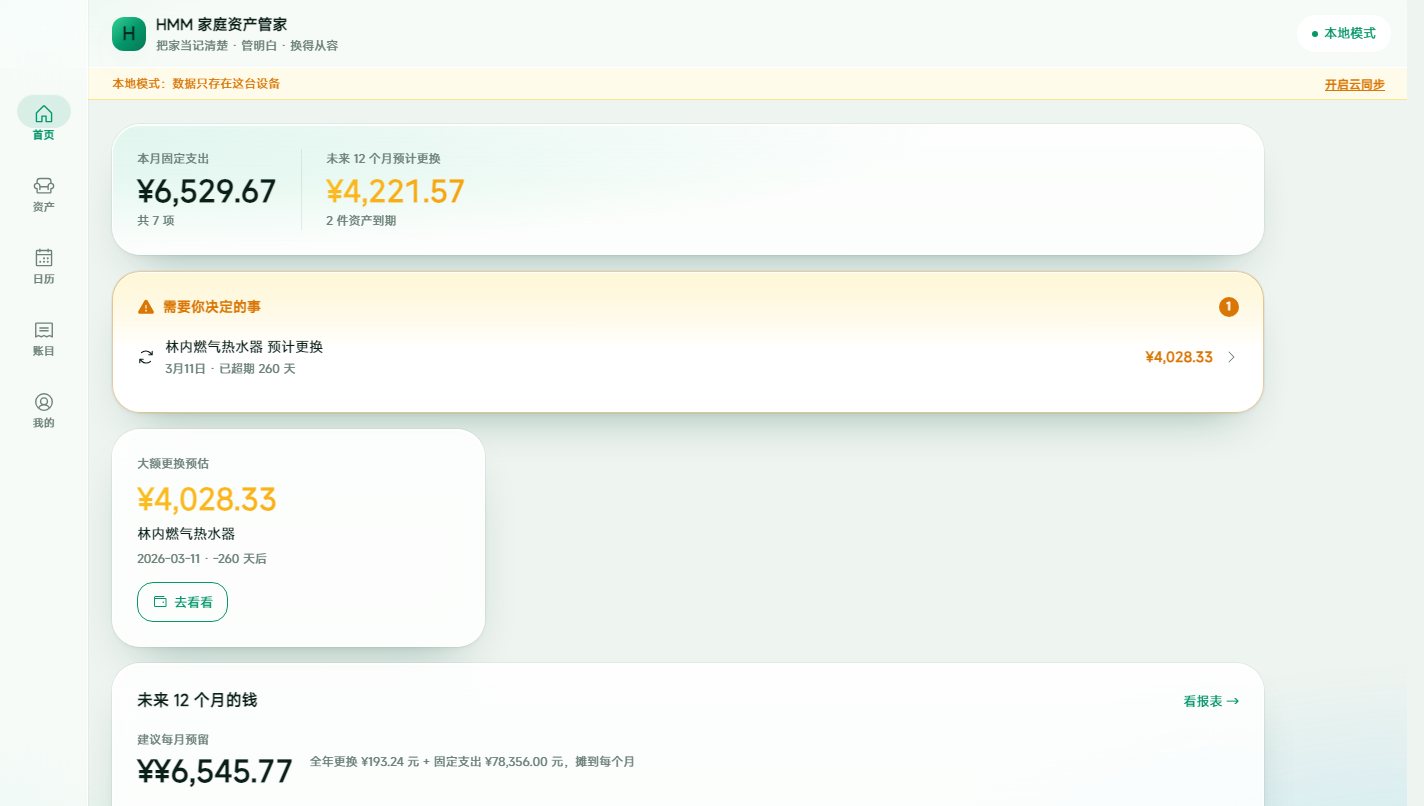 H
HMM 家庭资产管家
把家当记清楚 · 管明白 · 换得从容
本地模式
本地模式：数据只存在这台设备
开启云同步
首页
资产
日历
账目
我的
本月固定支出
¥6,529.67
共 7 项
未来 12 个月预计更换
¥4,221.57
2 件资产到期
需要你决定的事
1
林内燃气热水器 预计更换
3月11日 · 已超期 260 天
¥4,028.33
大额更换预估
¥4,028.33
林内燃气热水器
2026-03-11 · -260 天后
去看看
未来 12 个月的钱
看报表 →
建议每月预留
¥¥6,545.77
全年更换 ¥193.24 元 + 固定支出 ¥78,356.00 元，摊到每个月